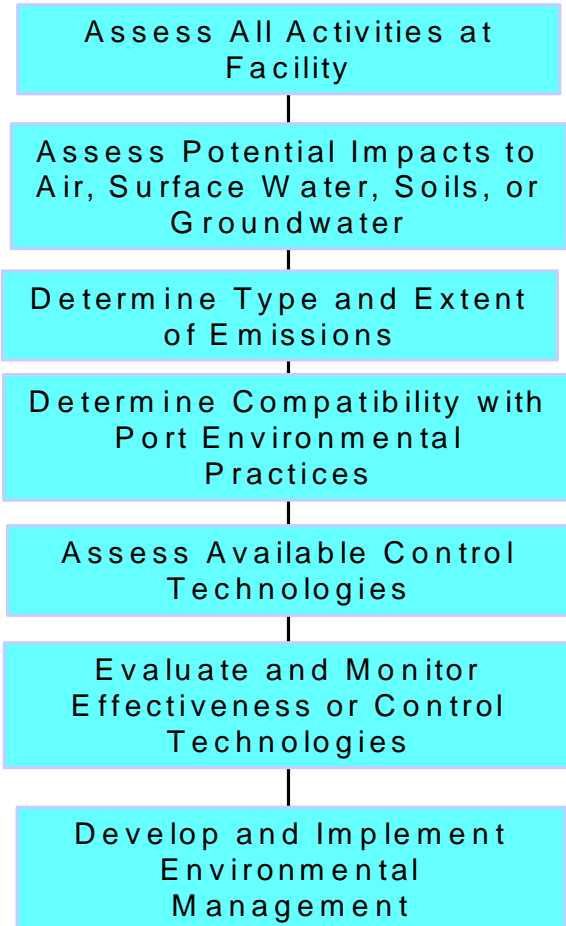 Assess All Activities at
Facility
Assess Potential Impacts to
Air, Surface Water, Soils, or
Groundwater
Determine Type and Extent
of Emissions
Determine Compatibility with
Port Environmental
Practices
Assess Available Control
Technologies
Evaluate and Monitor
Effectiveness or Control
Technologies
Develop and Implement
Environmental
Management